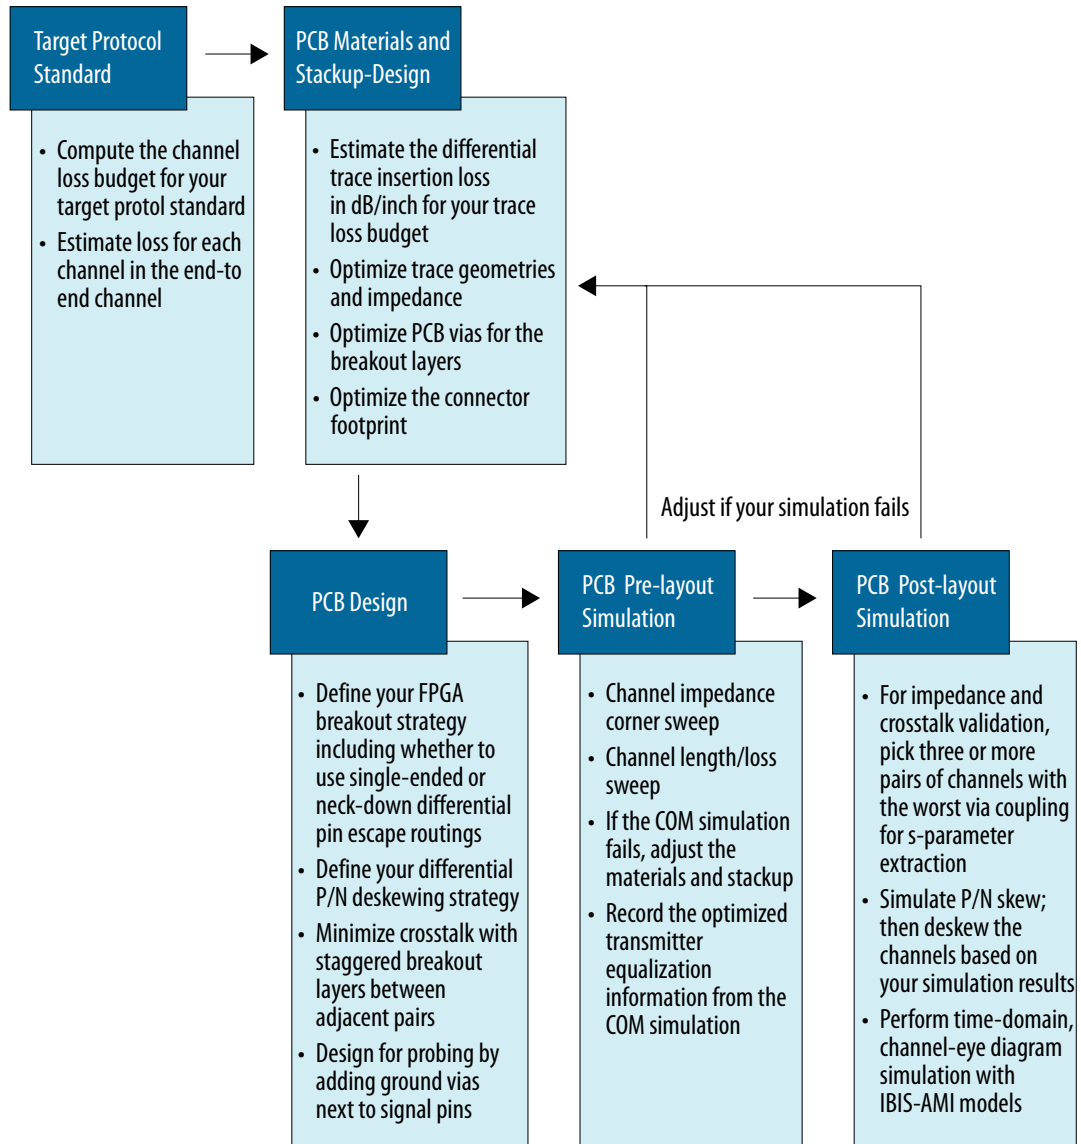 Target Protocol
Standard
• Compute the channel
loss budget for your
target protol standard
• Estimate loss for each
channel in the end-to
end channel
PCB Materials and
Stackup-Design
• Estimate the differential
trace insertion loss
in dB/inch for your trace
loss budget
• Optimize trace geometries
and impedance
• Optimize PCB vias for the
breakout layers
• Optimize the connector
footprint
Adjust if your simulation fails
PCB Design
• Define your FPGA
breakout strategy
including whether to
use single-ended or
neck-down differential
pin escape routings
• Define your differential
P/N deskewing strategy
• Minimize crosstalk with
staggered breakout
layers between
adjacent pairs
• Design for probing by
adding ground vias
next to signal pins
PCB Pre-layout
Simulation
• Channel impedance
corner sweep
• Channel length/loss
sweep
• If the COM simulation
fails, adjust the
materials and stackup
• Record the optimized
transmitter
equalization
information from the
COM simulation
PCB Post-layout
Simulation
• For impedance and
crosstalk validation,
pick three or more
pairs of channels with
the worst via coupling
for s-parameter
extraction
• Simulate P/N skew;
then deskew the
channels based on
your simulation results
• Perform time-domain,
channel-eye diagram
simulation with
IBIS-AMI models